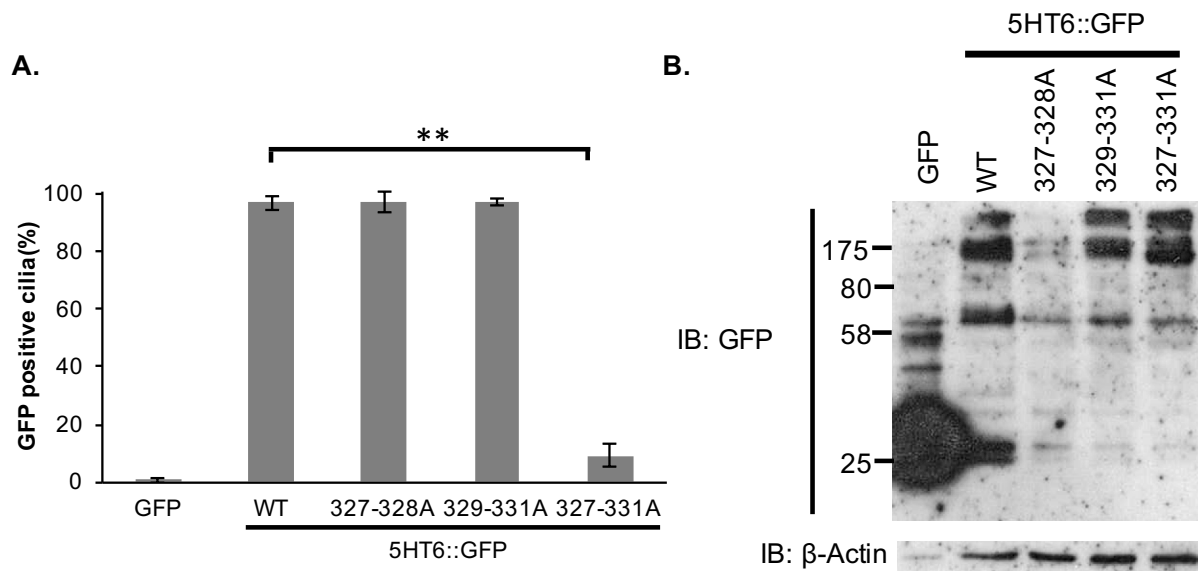 A.
**
GFP positive cilia(%)
100
80
60
40
20
0
GFP
WT
327-328A
329-331A
327-331A
5HT6::GFP
B.
5HT6::GFP
GFP
WT
327-328A
329-331A
327-331A
IB: GFP
175
80
58
25
IB: β-Actin